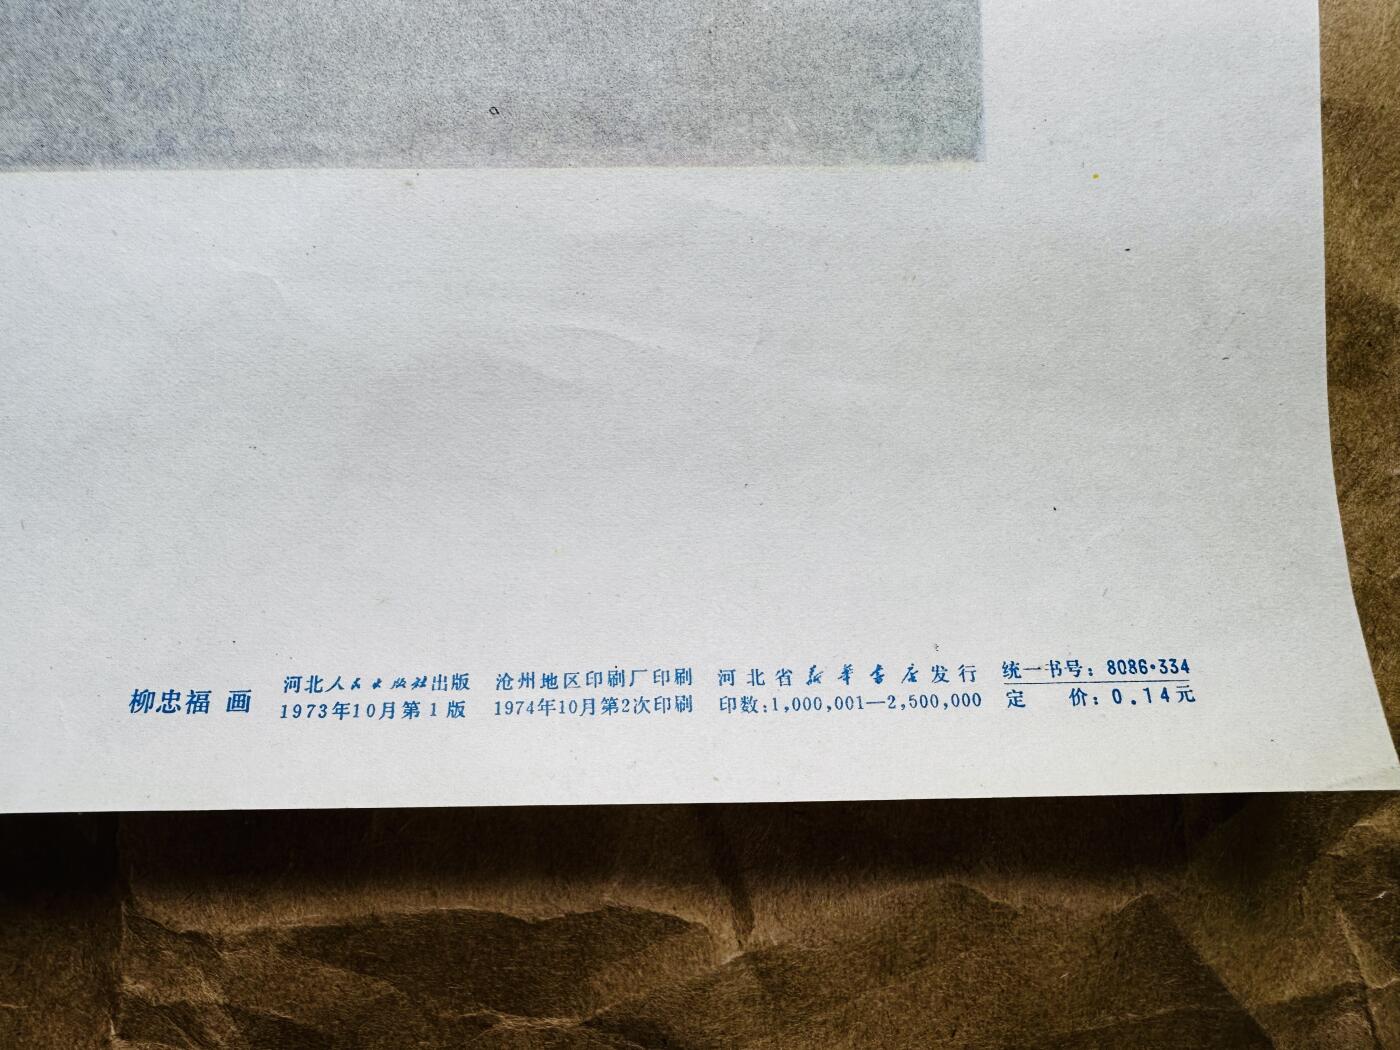 柳忠福 画
河北人民出版社出版 沧州地区印刷厂印刷 河北省新华书店发行 统一书号：8086·334
1973年10月第1版 1974年10月第2次印刷 印数：1,000,001—2,500,000 定 价：0.14元